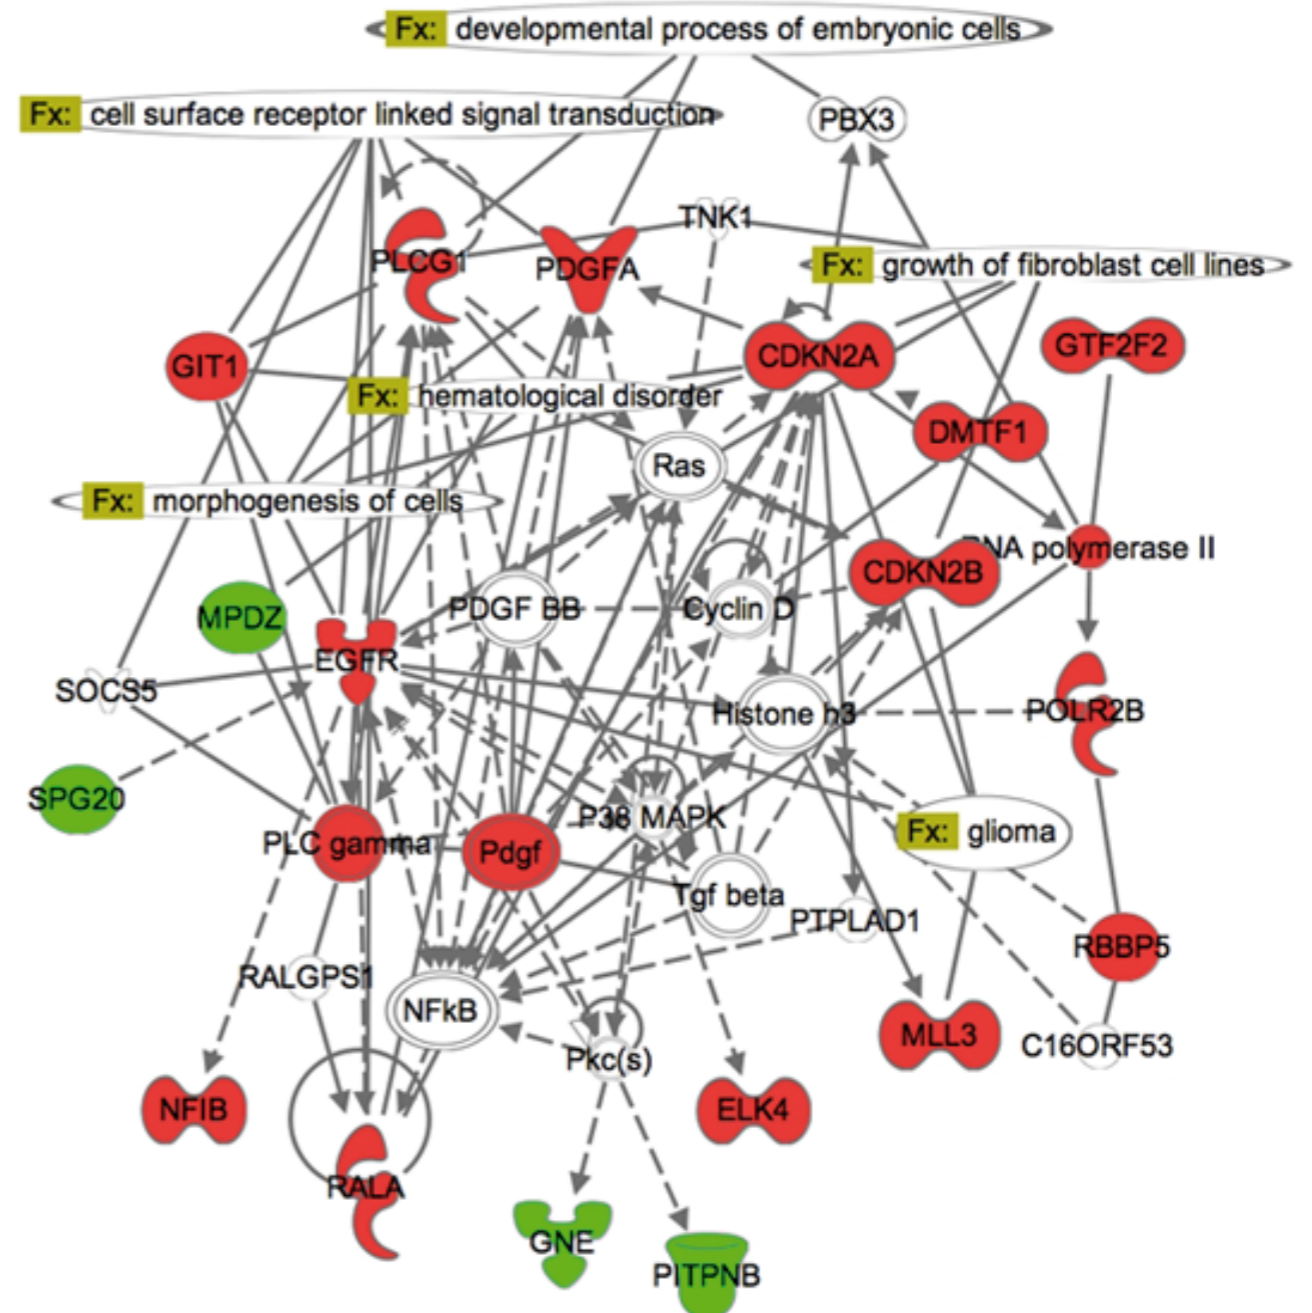 Fx: developmental process of embryonic cells
Fx: cell surface receptor linked signal transduction
PBX3
TNK1
PLCG1
PDGFA
Fx: growth of fibroblast cell lines
GIT1
CDKN2A
GTF2F2
Fx: hematological disorder
DMTF1
Ras
Fx: morphogenesis of cells
NA polymerase II
CDKN2B
MPDZ
PDGF BB
Cyclin D
EGFR
SOCS5
Histone h3
POLR2B
SPG20
P38 MAPK
Fx: glioma
PLC gamma
Pdgf
Tgf beta
PTPLAD1
RBBP5
RALGPS1
NFkB
MLL3
C16ORF53
Pkc(s)
NFIB
ELK4
RALA
GNE
PITPNB